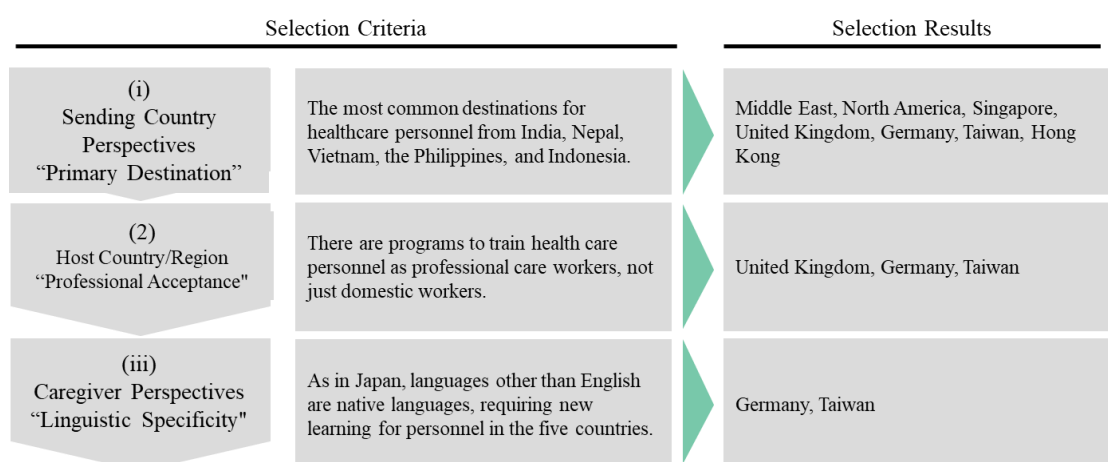 Selection Criteria
Selection Results
(i)
Sending Country
Perspectives
“Primary Destination”
The most common destinations for
healthcare personnel from India, Nepal,
Vietnam, the Philippines, and Indonesia.
Middle East, North America, Singapore,
United Kingdom, Germany, Taiwan, Hong
Kong
(2)
Host Country/Region
“Professional Acceptance"
There are programs to train health care
personnel as professional care workers, not
just domestic workers.
United Kingdom, Germany, Taiwan
(iii)
Caregiver Perspectives
“Linguistic Specificity"
As in Japan, languages other than English
are native languages, requiring new
learning for personnel in the five countries.
Germany, Taiwan